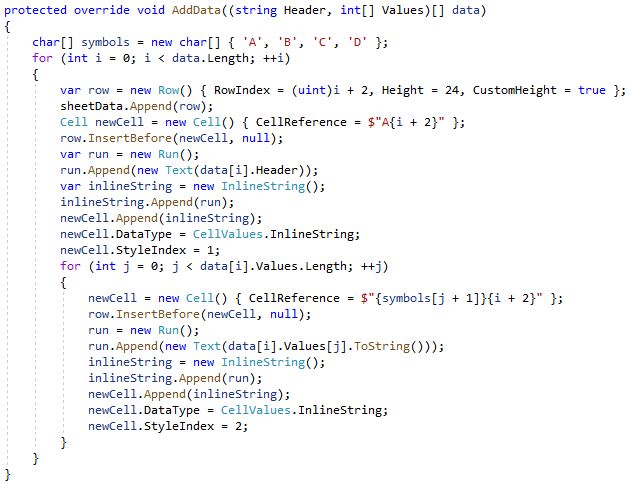 protected override void AddData((string Header, int[] Values)[] data)
{
    char[] symbols = new char[] { 'A', 'B', 'C', 'D' };
    for (int i = 0; i < data.Length; ++i)
    {
        var row = new Row() { RowIndex = (uint)i + 2, Height = 24, CustomHeight = true };
        sheetData.Append(row);
        Cell newCell = new Cell() { CellReference = $"A{i + 2}" };
        row.InsertBefore(newCell, null);
        var run = new Run();
        run.Append(new Text(data[i].Header));
        var inlineString = new InlineString();
        inlineString.Append(run);
        newCell.Append(inlineString);
        newCell.DataType = CellValues.InlineString;
        newCell.StyleIndex = 1;
        for (int j = 0; j < data[i].Values.Length; ++j)
        {
            newCell = new Cell() { CellReference = $"{symbols[j + 1]}{i + 2}" };
            row.InsertBefore(newCell, null);
            run = new Run();
            run.Append(new Text(data[i].Values[j].ToString()));
            inlineString = new InlineString();
            inlineString.Append(run);
            newCell.Append(inlineString);
            newCell.DataType = CellValues.InlineString;
            newCell.StyleIndex = 2;
        }
    }
}